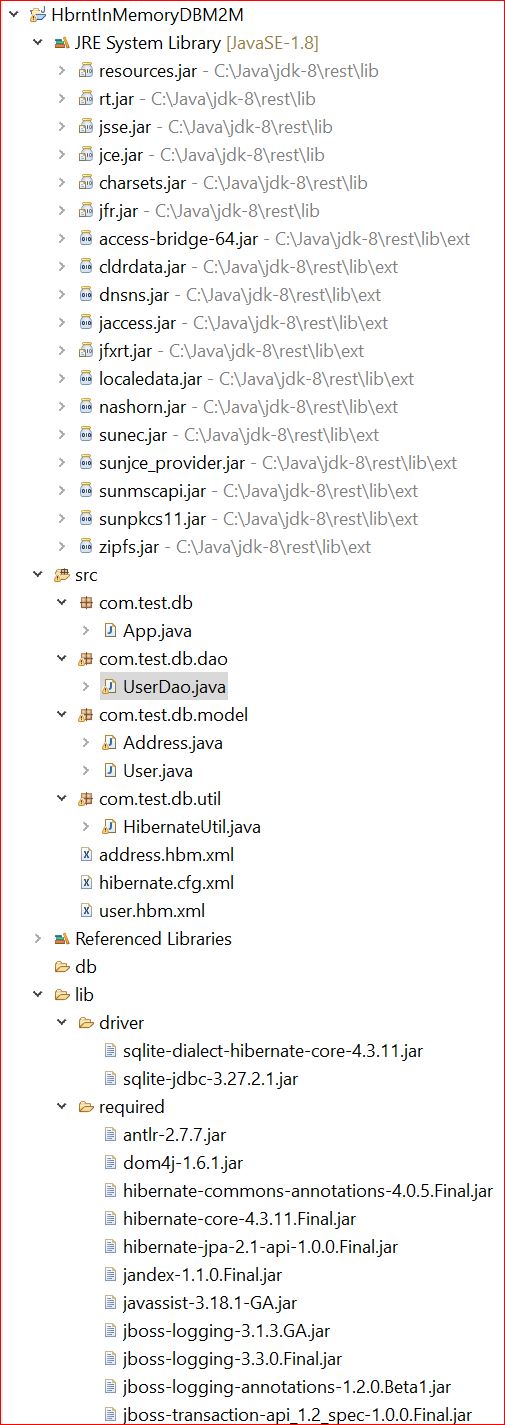 HbrntInMemoryDBM2M
JRE System Library [JavaSE-1.8]
resources.jar - C:\Java\jdk-8\rest\lib
rt.jar - C:\Java\jdk-8\rest\lib
jsse.jar - C:\Java\jdk-8\rest\lib
jce.jar - C:\Java\jdk-8\rest\lib
charsets.jar - C:\Java\jdk-8\rest\lib
jfr.jar - C:\Java\jdk-8\rest\lib
access-bridge-64.jar - C:\Java\jdk-8\rest\lib\ext
cldrdata.jar - C:\Java\jdk-8\rest\lib\ext
dnsns.jar - C:\Java\jdk-8\rest\lib\ext
jaccess.jar - C:\Java\jdk-8\rest\lib\ext
jfxrt.jar - C:\Java\jdk-8\rest\lib\ext
localedata.jar - C:\Java\jdk-8\rest\lib\ext
nashorn.jar - C:\Java\jdk-8\rest\lib\ext
sunec.jar - C:\Java\jdk-8\rest\lib\ext
sunjce_provider.jar - C:\Java\jdk-8\rest\lib\ext
sunmscapi.jar - C:\Java\jdk-8\rest\lib\ext
sunpkcs11.jar - C:\Java\jdk-8\rest\lib\ext
zipfs.jar - C:\Java\jdk-8\rest\lib\ext
src
com.test.db
App.java
com.test.db.dao
UserDao.java
com.test.db.model
Address.java
User.java
com.test.db.util
HibernateUtil.java
address.hbm.xml
hibernate.cfg.xml
user.hbm.xml
Referenced Libraries
db
lib
driver
sqlite-dialect-hibernate-core-4.3.11.jar
sqlite-jdbc-3.27.2.1.jar
required
antlr-2.7.7.jar
dom4j-1.6.1.jar
hibernate-commons-annotations-4.0.5.Final.jar
hibernate-core-4.3.11.Final.jar
hibernate-jpa-2.1-api-1.0.0.Final.jar
jandex-1.1.0.Final.jar
javassist-3.18.1-GA.jar
jboss-logging-3.1.3.GA.jar
jboss-logging-3.3.0.Final.jar
jboss-logging-annotations-1.2.0.Beta1.jar
jboss-transaction-api_1.2_spec-1.0.0.Final.jar